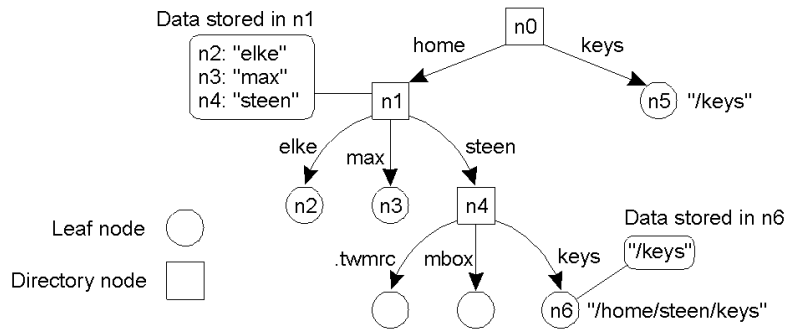 Data stored in n1
n0
n2: "elke"
n3: "max"
n4: "steen"
home
keys
n1
n5
"/keys"
elke
max
steen
n2
n3
n4
Data stored in n6
Leaf node
"/keys"
.twmrc
mbox
keys
Directory node
n6
"/home/steen/keys"